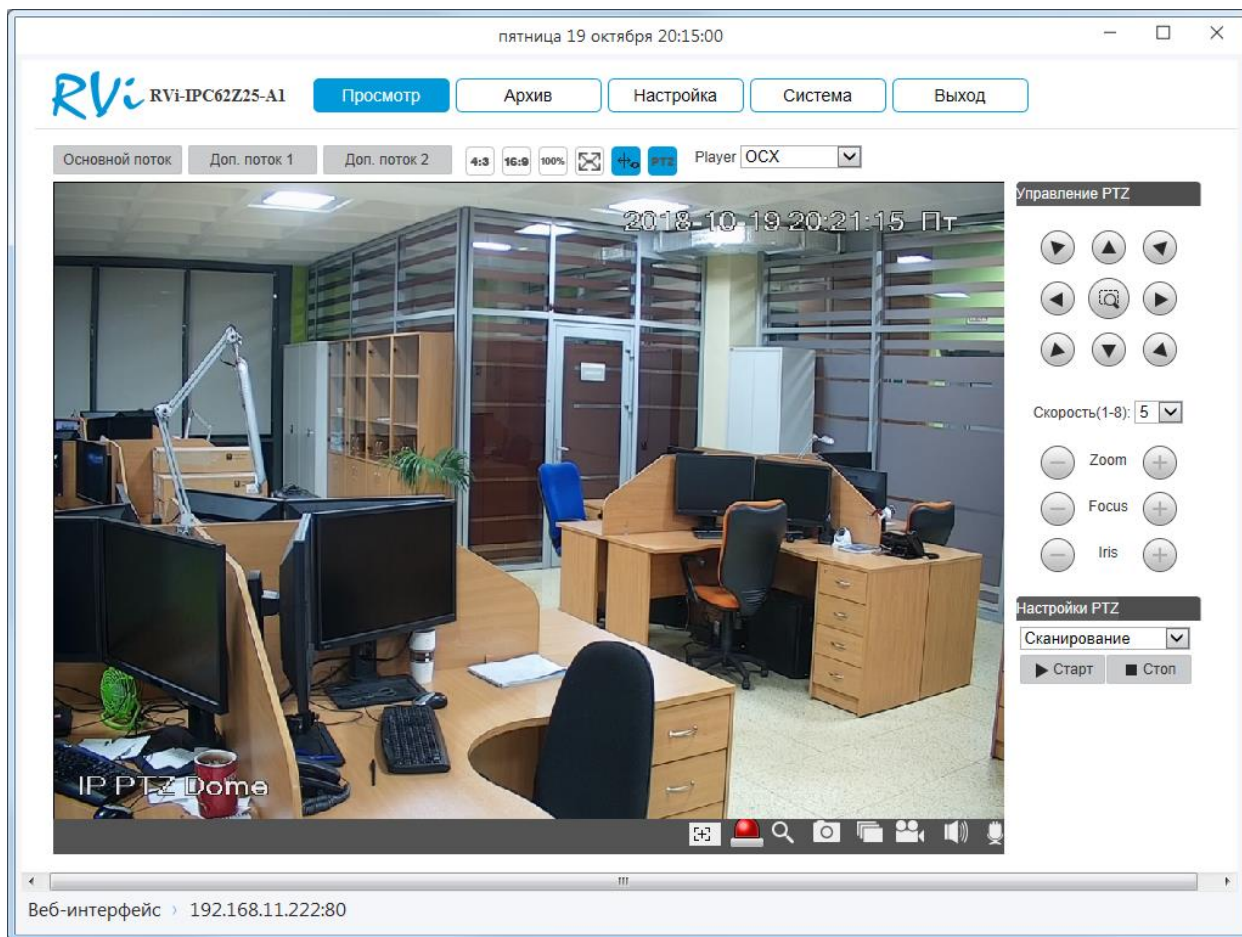 пятница 19 октября 20:15:00
RVi RVi-IPC62Z25-A1 Просмотр Архив Настройка Система Выход
Основной поток Доп. поток 1 Доп. поток 2 4:3 16:9 100% PTZ Player OCX
2018-10-19 20:21:15 Пт
Управление PTZ
Скорость(1-8): 5
Zoom
Focus
Iris
Настройки PTZ
Сканирование
Старт Стоп
IP PTZ Dome
Веб-интерфейс › 192.168.11.222:80